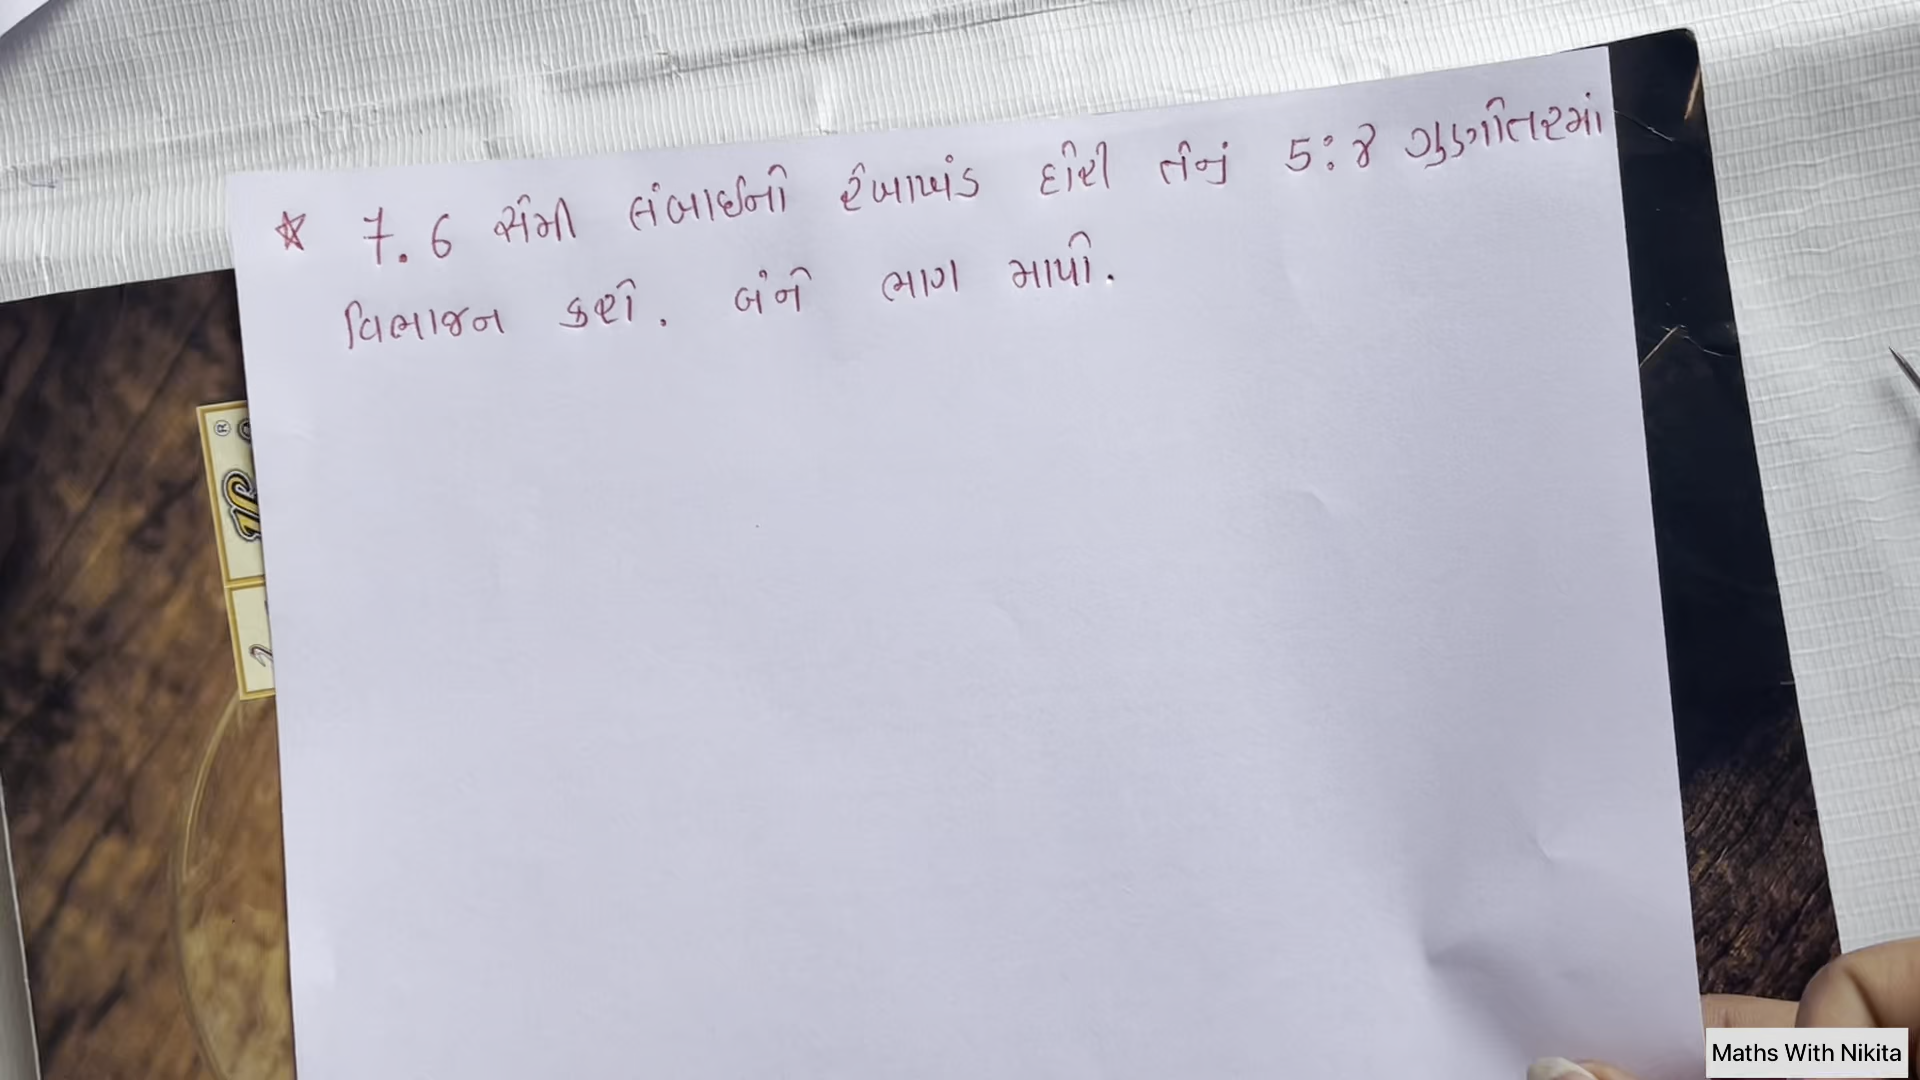 ☆ 7.6 સેમી લંબાઈનો રેખાખંડ દોરી તેનું 5:8 ગુણોત્તરમાં
વિભાજન કરો. બંને ભાગ માપો.
®
Maths With Nikita